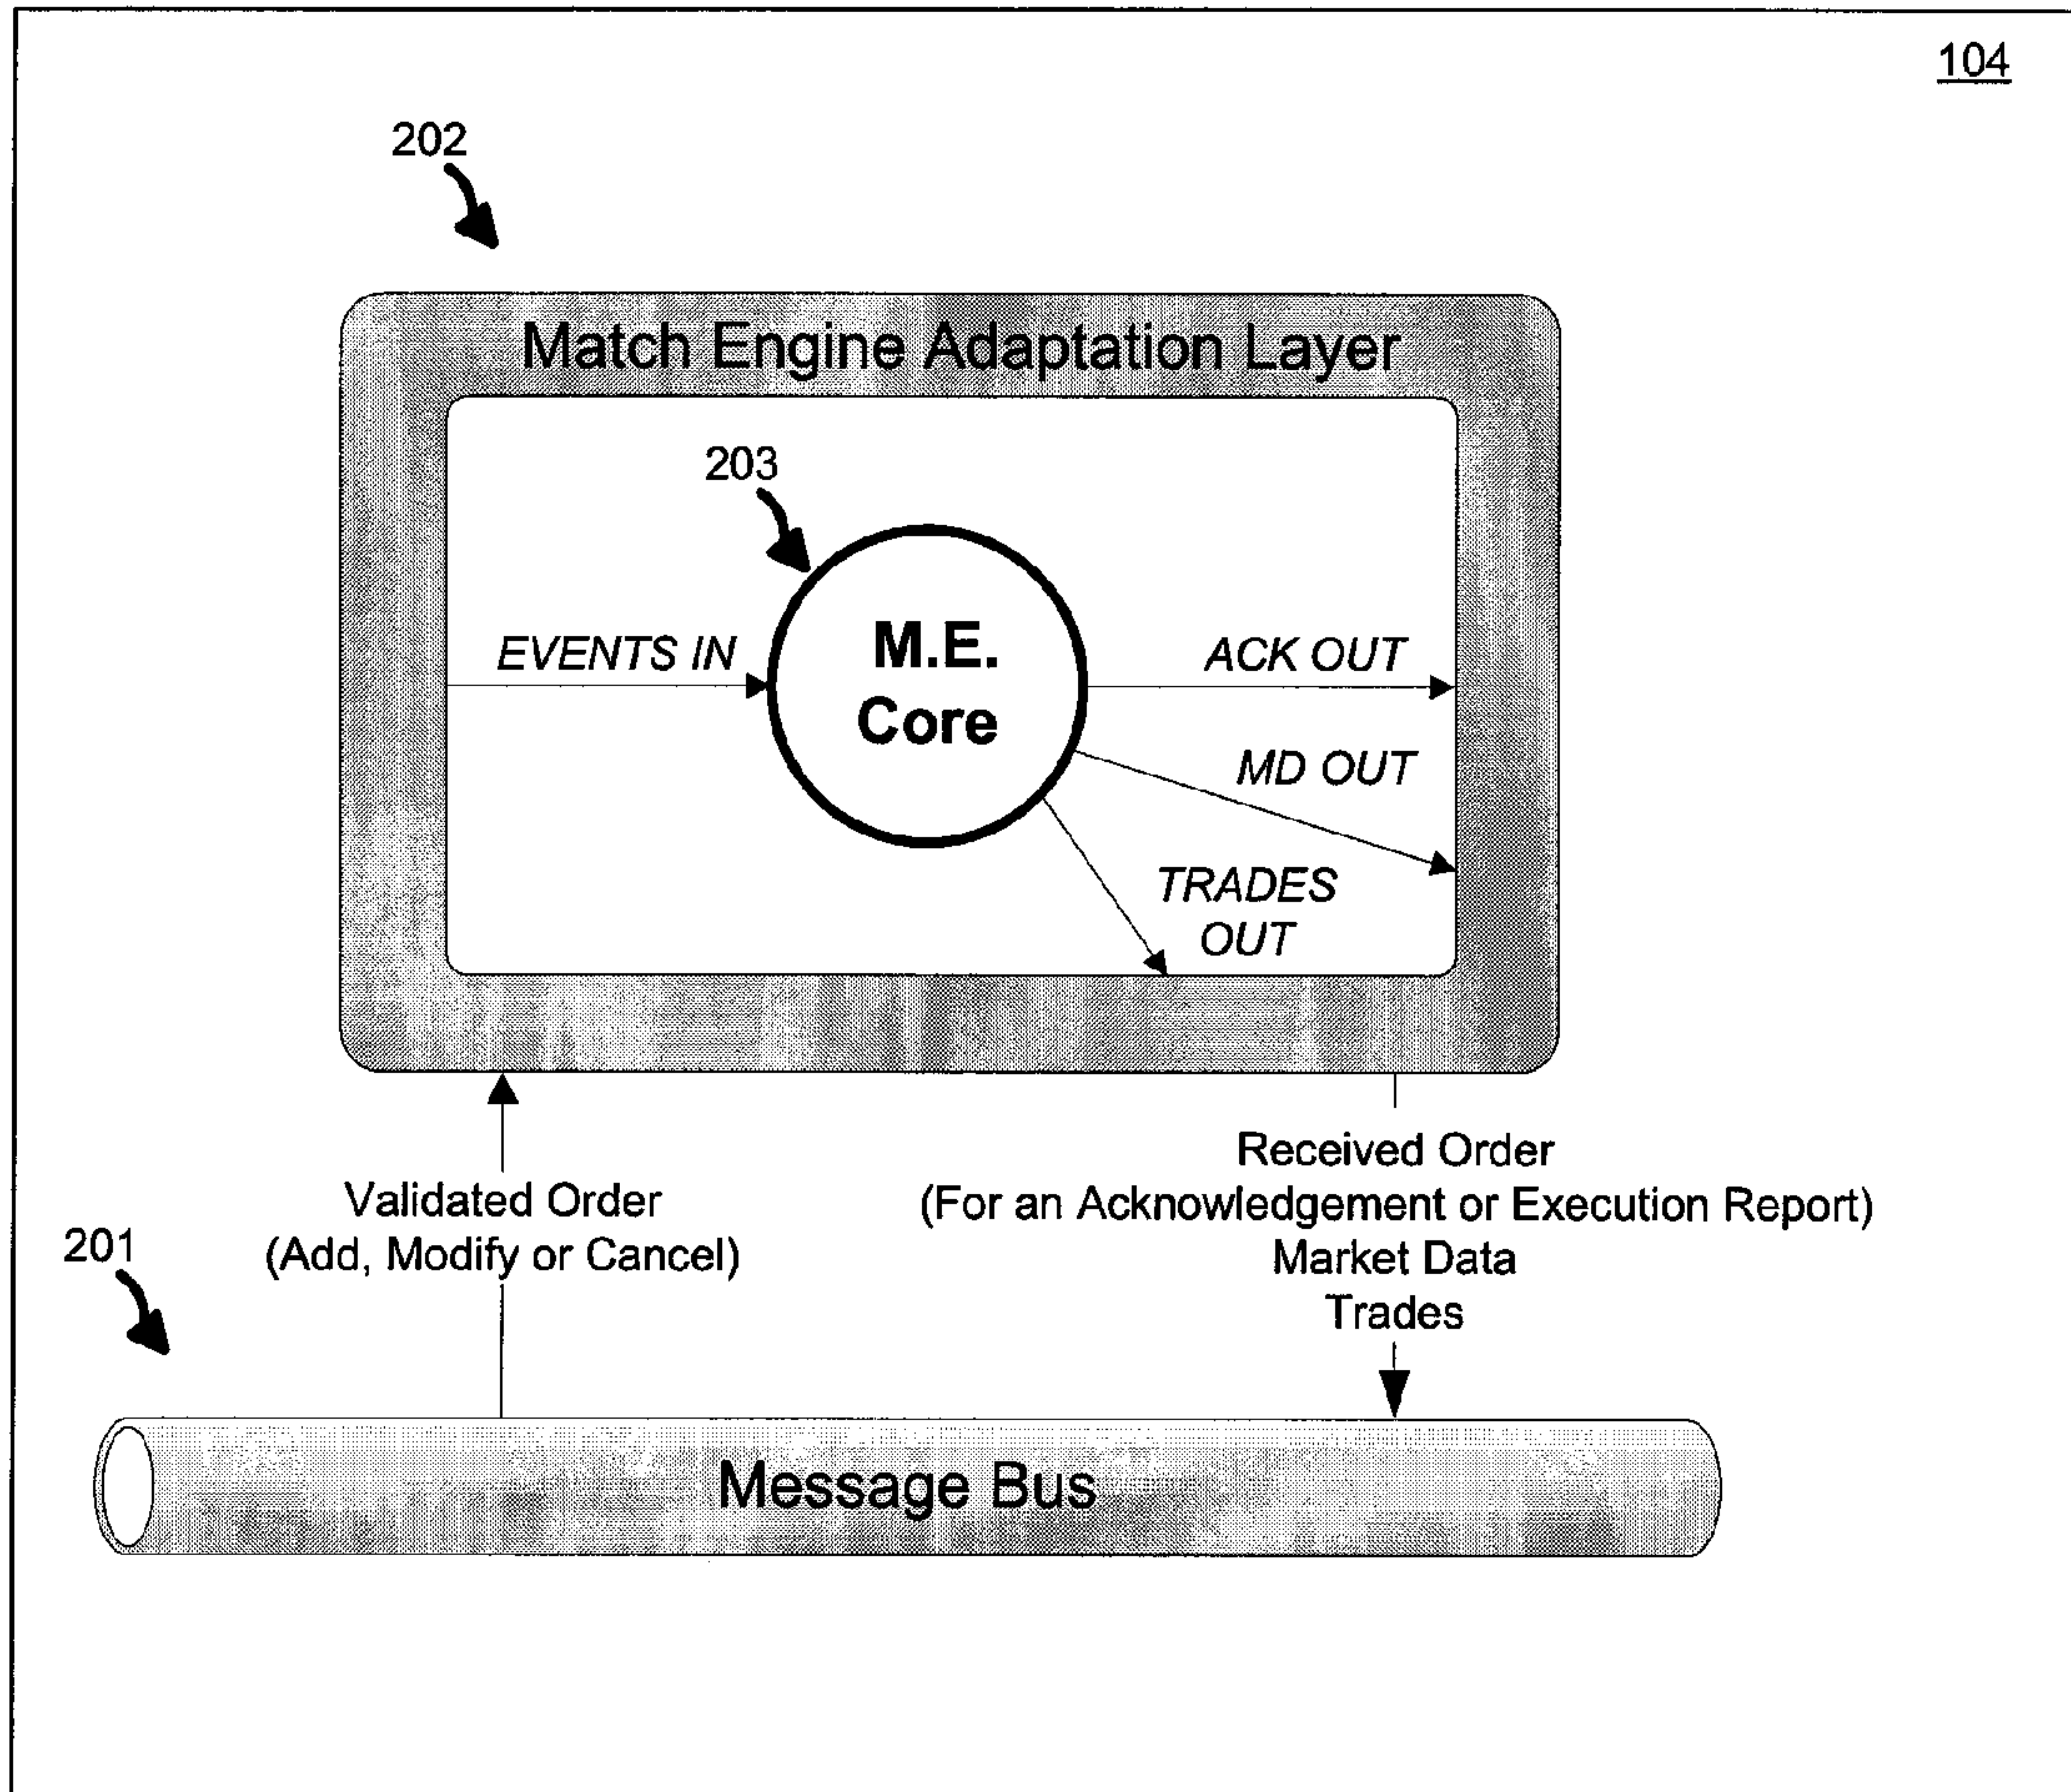 104
202
Match Engine Adaptation Layer
203
EVENTS IN
M.E.
Core
ACK OUT
MD OUT
TRADES
OUT
Validated Order
(Add, Modify or Cancel)
Received Order
(For an Acknowledgement or Execution Report)
Market Data
Trades
201
Message Bus